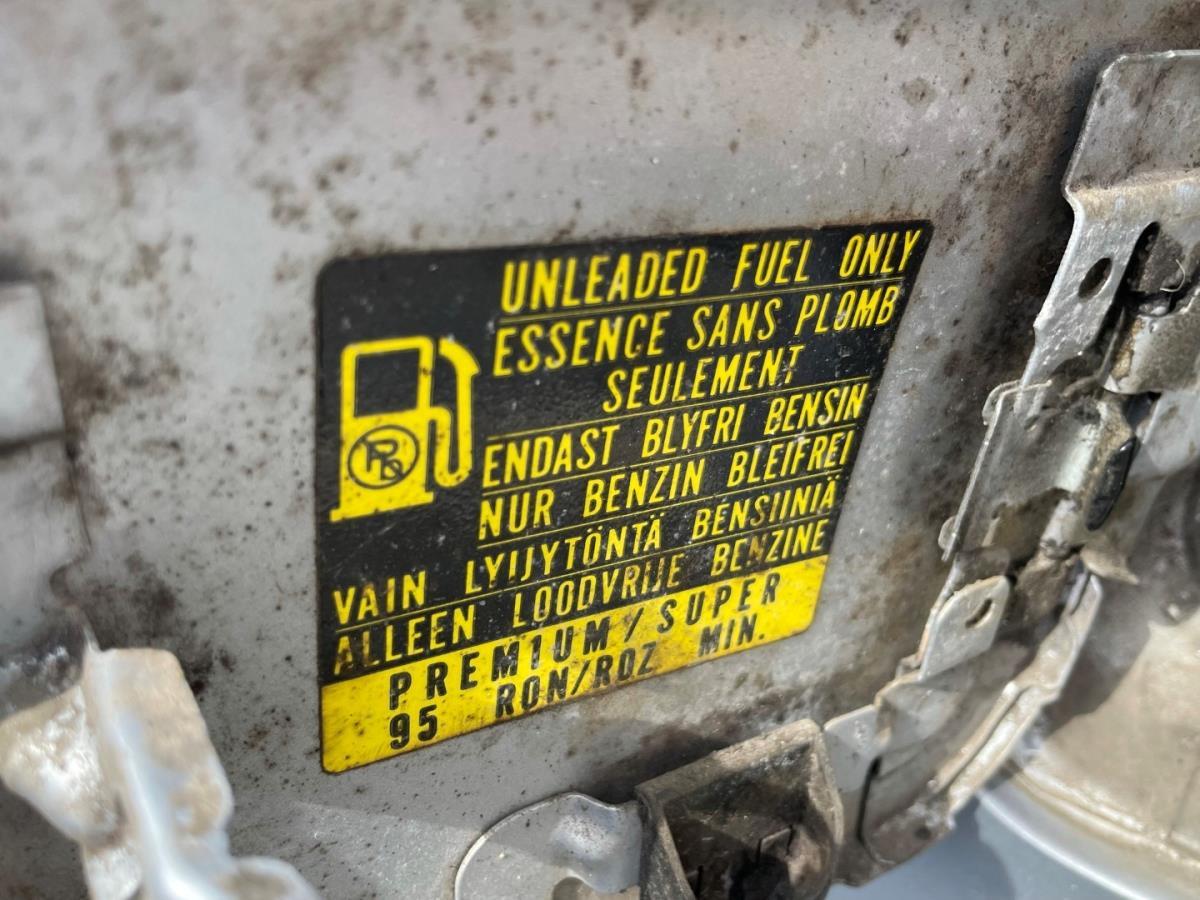 UNLEADED FUEL ONLY
ESSENCE SANS PLOMB
SEULEMENT
ENDAST BLYFRI BENSIN
NUR BENZIN BLEIFREI
VAIN LYIJYTÖNTÄ BENSIINIÄ
ALLEEN LOODVRIJE BENZINE
PREMIUM/SUPER
95 RON/ROZ MIN.